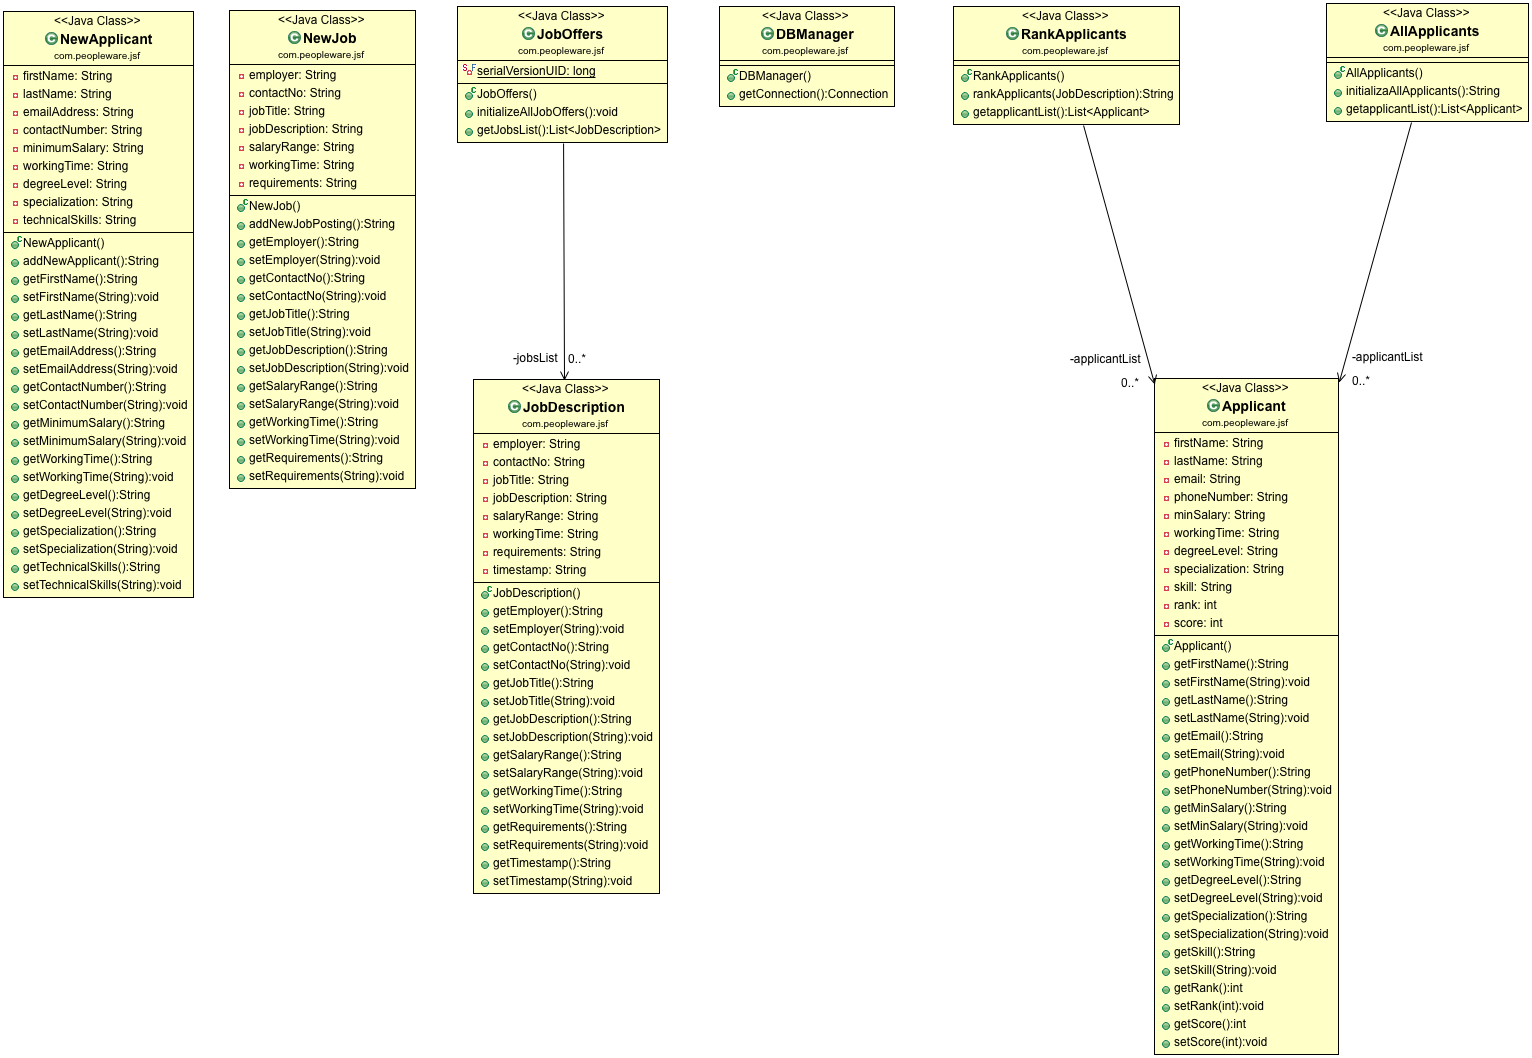 <<Java Class>>
NewApplicant
com.peopleware.jsf
firstName: String
lastName: String
emailAddress: String
contactNumber: String
minimumSalary: String
workingTime: String
degreeLevel: String
specialization: String
technicalSkills: String
NewApplicant()
addNewApplicant():String
getFirstName():String
setFirstName(String):void
getLastName():String
setLastName(String):void
getEmailAddress():String
setEmailAddress(String):void
getContactNumber():String
setContactNumber(String):void
getMinimumSalary():String
setMinimumSalary(String):void
getWorkingTime():String
setWorkingTime(String):void
getDegreeLevel():String
setDegreeLevel(String):void
getSpecialization():String
setSpecialization(String):void
getTechnicalSkills():String
setTechnicalSkills(String):void
<<Java Class>>
NewJob
com.peopleware.jsf
employer: String
contactNo: String
jobTitle: String
jobDescription: String
salaryRange: String
workingTime: String
requirements: String
NewJob()
addNewJobPosting():String
getEmployer():String
setEmployer(String):void
getContactNo():String
setContactNo(String):void
getJobTitle():String
setJobTitle(String):void
getJobDescription():String
setJobDescription(String):void
getSalaryRange():String
setSalaryRange(String):void
getWorkingTime():String
setWorkingTime(String):void
getRequirements():String
setRequirements(String):void
<<Java Class>>
JobOffers
com.peopleware.jsf
serialVersionUID: long
JobOffers()
initializeAllJobOffers():void
getJobsList():List<JobDescription>
-jobsList 0..*
<<Java Class>>
JobDescription
com.peopleware.jsf
employer: String
contactNo: String
jobTitle: String
jobDescription: String
salaryRange: String
workingTime: String
requirements: String
timestamp: String
JobDescription()
getEmployer():String
setEmployer(String):void
getContactNo():String
setContactNo(String):void
getJobTitle():String
setJobTitle(String):void
getJobDescription():String
setJobDescription(String):void
getSalaryRange():String
setSalaryRange(String):void
getWorkingTime():String
setWorkingTime(String):void
getRequirements():String
setRequirements(String):void
getTimestamp():String
setTimestamp(String):void
<<Java Class>>
DBManager
com.peopleware.jsf
DBManager()
getConnection():Connection
<<Java Class>>
RankApplicants
com.peopleware.jsf
RankApplicants()
rankApplicants(JobDescription):String
getapplicantList():List<Applicant>
-applicantList
0..*
<<Java Class>>
AllApplicants
com.peopleware.jsf
AllApplicants()
initializaAllApplicants():String
getapplicantList():List<Applicant>
-applicantList
0..*
<<Java Class>>
Applicant
com.peopleware.jsf
firstName: String
lastName: String
email: String
phoneNumber: String
minSalary: String
workingTime: String
degreeLevel: String
specialization: String
skill: String
rank: int
score: int
Applicant()
getFirstName():String
setFirstName(String):void
getLastName():String
setLastName(String):void
getEmail():String
setEmail(String):void
getPhoneNumber():String
setPhoneNumber(String):void
getMinSalary():String
setMinSalary(String):void
getWorkingTime():String
setWorkingTime(String):void
getDegreeLevel():String
setDegreeLevel(String):void
getSpecialization():String
setSpecialization(String):void
getSkill():String
setSkill(String):void
getRank():int
setRank(int):void
getScore():int
setScore(int):void